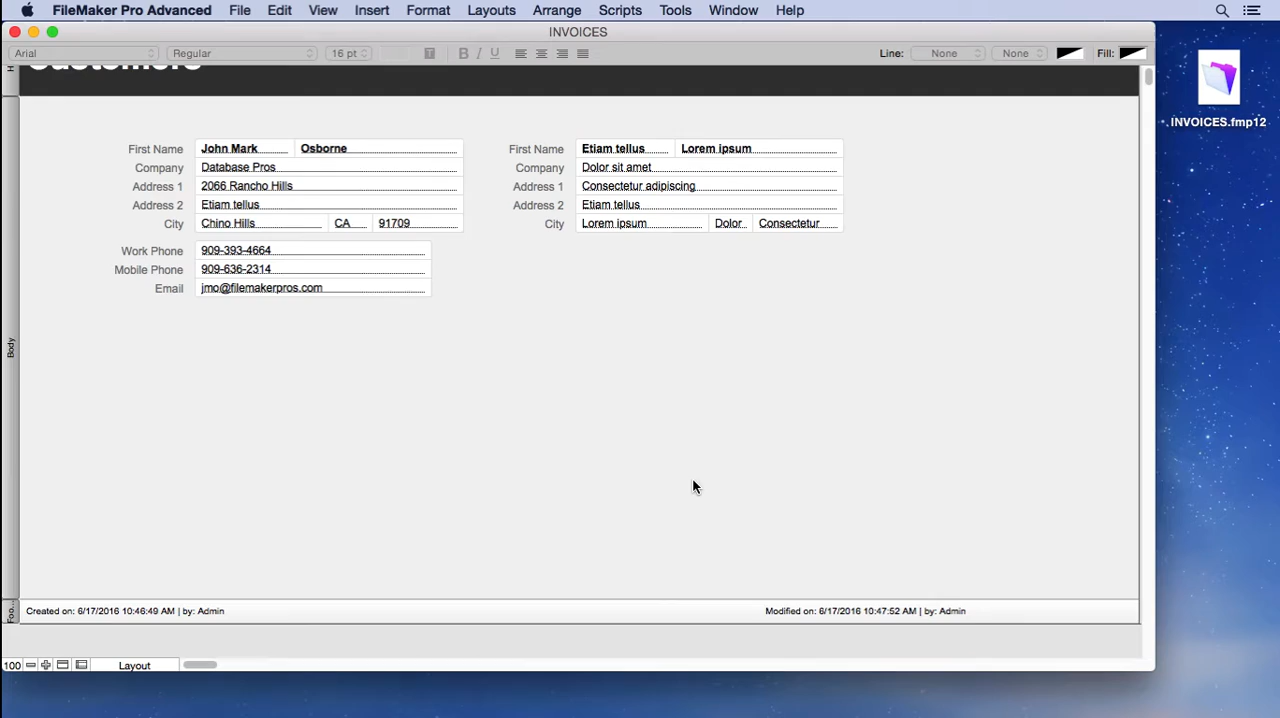 FileMaker Pro Advanced File Edit View Insert Format Layouts Arrange Scripts Tools Window Help
INVOICES
Arial Regular 16 pt B / U Line: None None Fill:
Customers
First Name John Mark Osborne First Name Etiam tellus Lorem ipsum
Company Database Pros Company Dolor sit amet
Address 1 2066 Rancho Hills Address 1 Consectetur adipiscing
Address 2 Etiam tellus Address 2 Etiam tellus
City Chino Hills CA 91709 City Lorem ipsum Dolor Consectetur
Work Phone 909-393-4664
Mobile Phone 909-636-2314
Email jmo@filemakerpros.com
Body
Foo...
Created on: 6/17/2016 10:46:49 AM | by: Admin Modified on: 6/17/2016 10:47:52 AM | by: Admin
100 Layout
INVOICES.fmp12